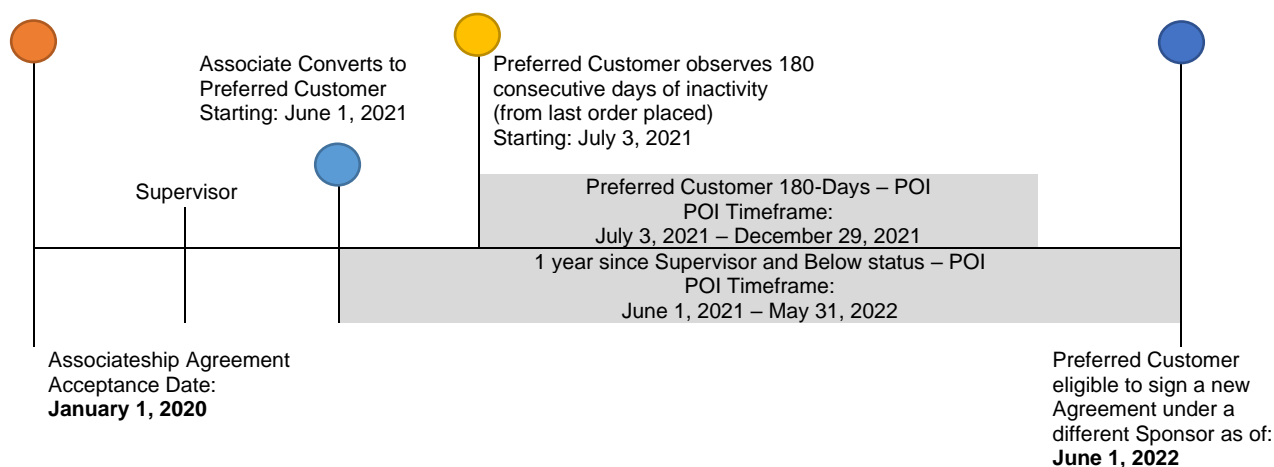 Associate Converts to
Preferred Customer
Starting: June 1, 2021
Preferred Customer observes 180
consecutive days of inactivity
(from last order placed)
Starting: July 3, 2021
Supervisor
Preferred Customer 180-Days – POI
POI Timeframe:
July 3, 2021 – December 29, 2021
1 year since Supervisor and Below status – POI
POI Timeframe:
June 1, 2021 – May 31, 2022
Associateship Agreement
Acceptance Date:
January 1, 2020
Preferred Customer
eligible to sign a new
Agreement under a
different Sponsor as of:
June 1, 2022